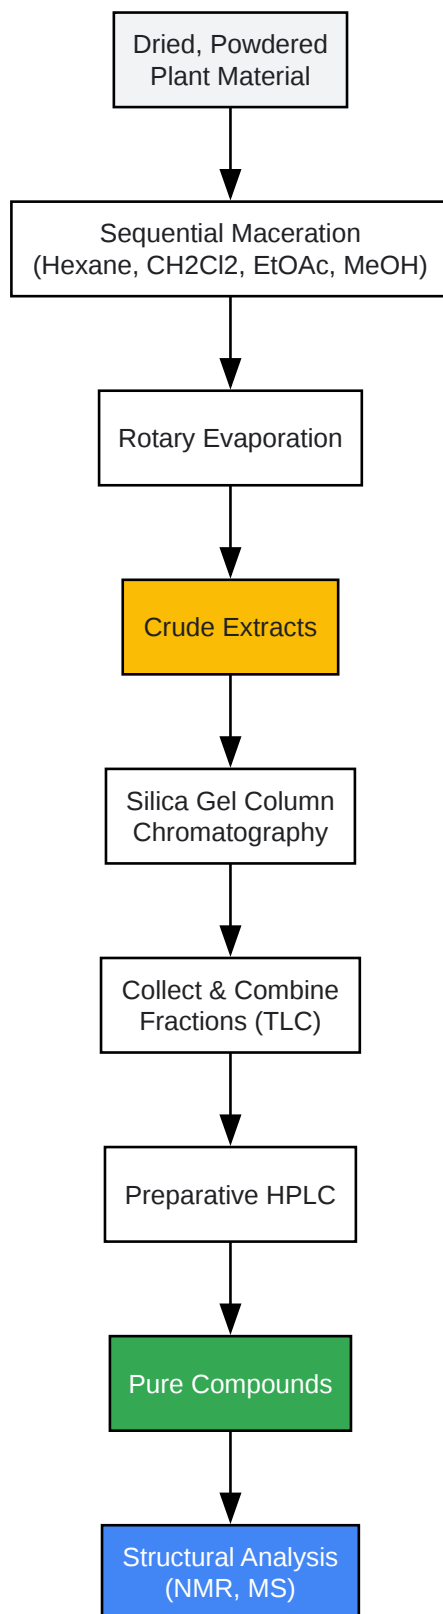 Dried, Powdered
Plant Material
Sequential Maceration
(Hexane, CH2Cl2, EtOAc, MeOH)
Rotary Evaporation
Crude Extracts
Silica Gel Column
Chromatography
Collect & Combine
Fractions (TLC)
Preparative HPLC
Pure Compounds
Structural Analysis
(NMR, MS)